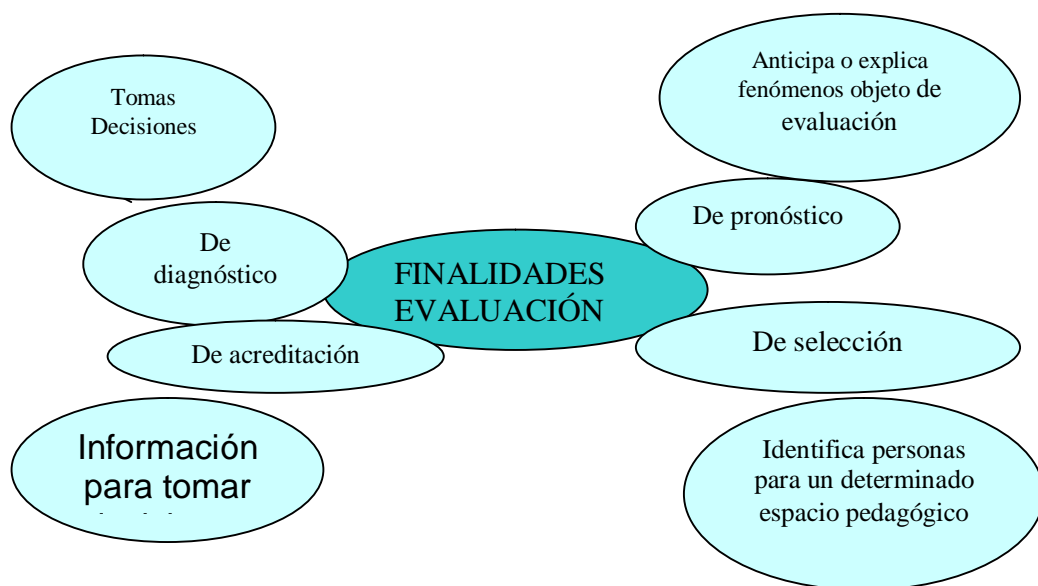 Tomas
Decisiones
Anticipa o explica
fenómenos objeto de
evaluación
De
diagnóstico
De pronóstico
FINALIDADES
EVALUACIÓN
De acreditación
De selección
Información
para tomar
Identifica personas
para un determinado
espacio pedagógico